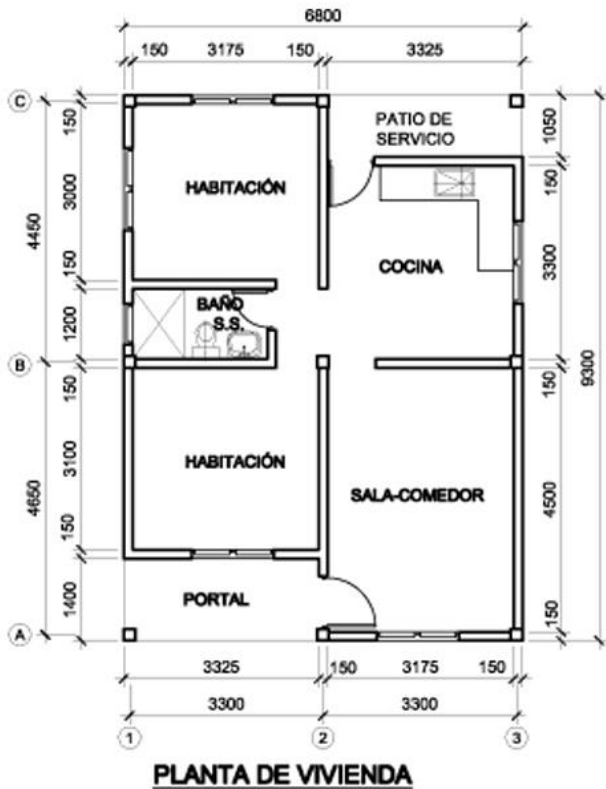 6800
150 3175 150 3325
C
PATIO DE
SERVICIO
150
1050
HABITACIÓN
3000
4450
150
3300
COCINA
150
BAÑO
S.S.
1200
B
9300
150
150
HABITACIÓN
3100
SALA-COMEDOR
4650
4500
150
PORTAL
1400
150
A
3325 150 3175 150
3300 3300
1 2 3
PLANTA DE VIVIENDA